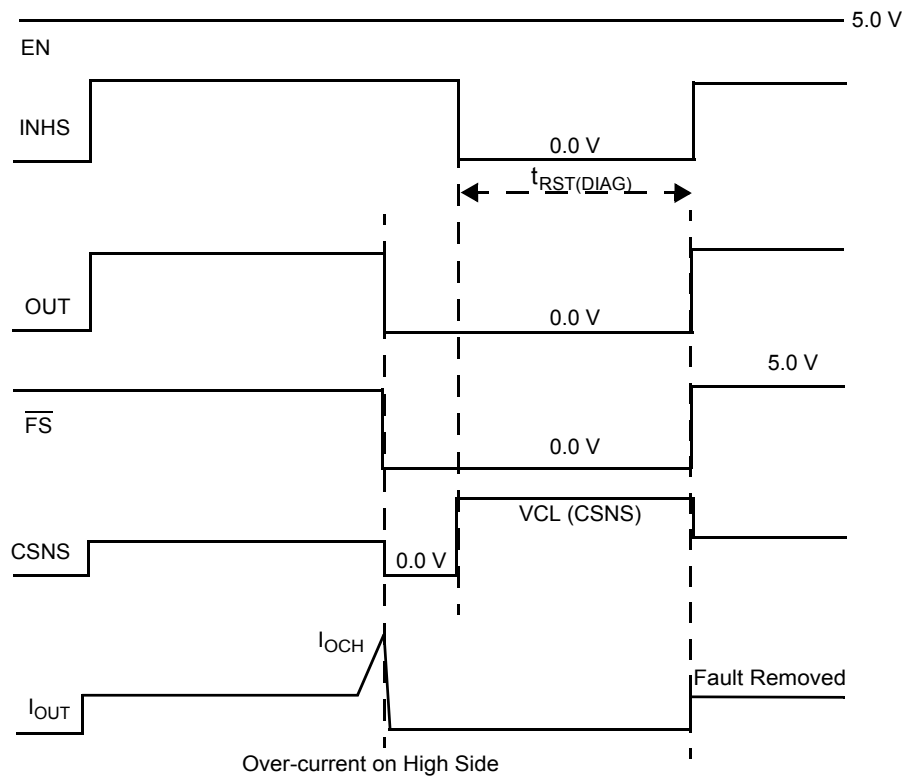 5.0 V
EN
INHS
0.0 V
tRST(DIAG)
OUT
0.0 V
5.0 V
FS
0.0 V
VCL (CSNS)
CSNS
0.0 V
IOCH
Fault Removed
IOUT
Over-current on High Side